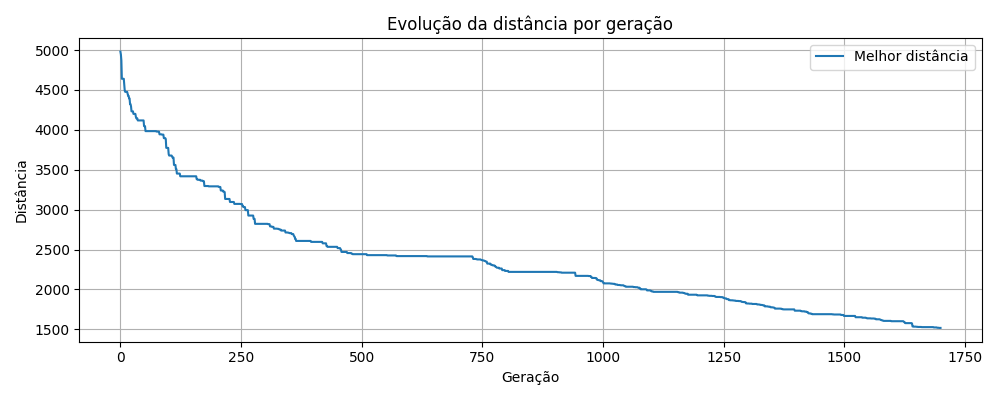 Evolução da distância por geração
Melhor distância
5000
4500
4000
3500
3000
2500
2000
1500
Distância
0 250 500 750 1000 1250 1500 1750
Geração